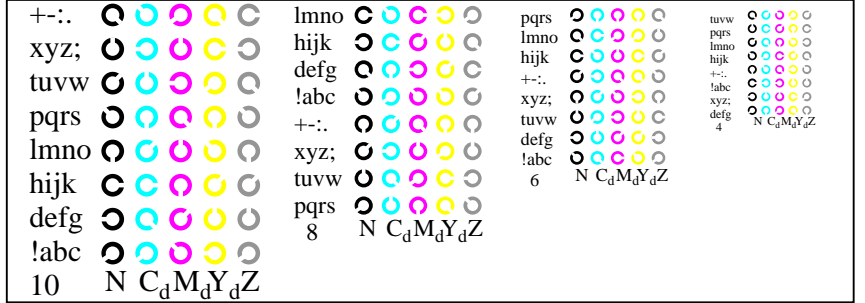 +-:.
xyz;
tuvw
pqrs
lmno
hijk
defg
!abc
10 N CdMdYdZ
lmno
hijk
defg
!abc
+-:.
xyz;
tuvw
pqrs
8 N CdMdYdZ
pqrs
lmno
hijk
+-:.
xyz;
tuvw
defg
!abc
6 N CdMdYdZ
tuvw
pqrs
lmno
hijk
+-:.
!abc
xyz;
defg
4 N CdMdYdZ